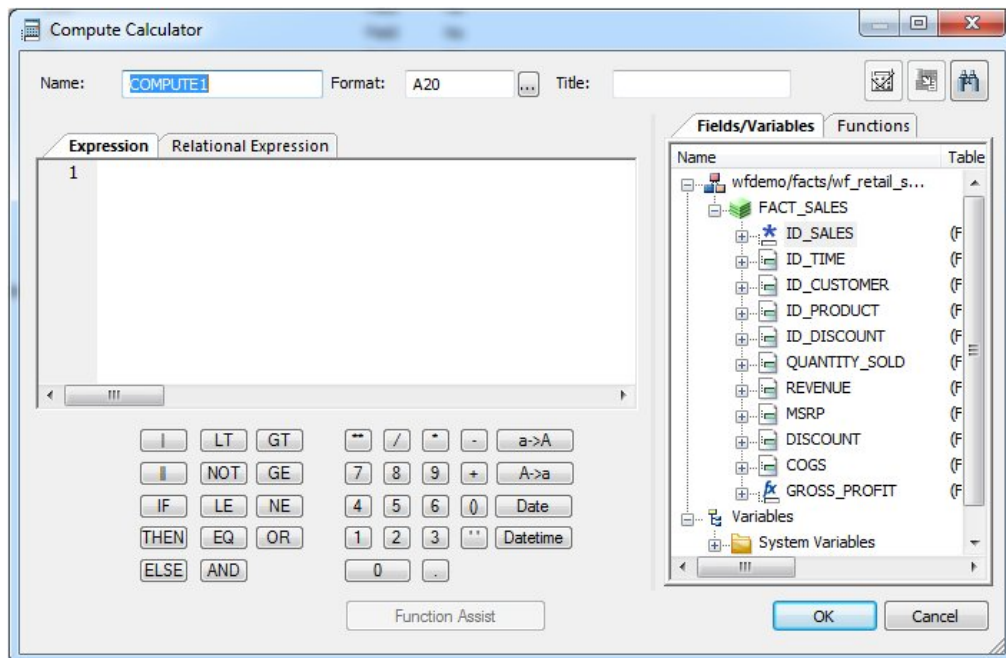 Compute Calculator
Name: COMPUTE1 Format: A20 ... Title:
Expression Relational Expression
1
Fields/Variables Functions
Name Table
wfdemo/facts/wf_retail_s...
FACT_SALES
ID_SALES (F
ID_TIME (F
ID_CUSTOMER (F
ID_PRODUCT (F
ID_DISCOUNT (F
QUANTITY_SOLD (F
REVENUE (F
MSRP (F
DISCOUNT (F
COGS (F
fx GROSS_PROFIT (F
Variables
System Variables
| LT GT ** / * - a->A
|| NOT GE 7 8 9 + A->a
IF LE NE 4 5 6 () Date
THEN EQ OR 1 2 3 ' ' Datetime
ELSE AND 0 .
Function Assist
OK Cancel